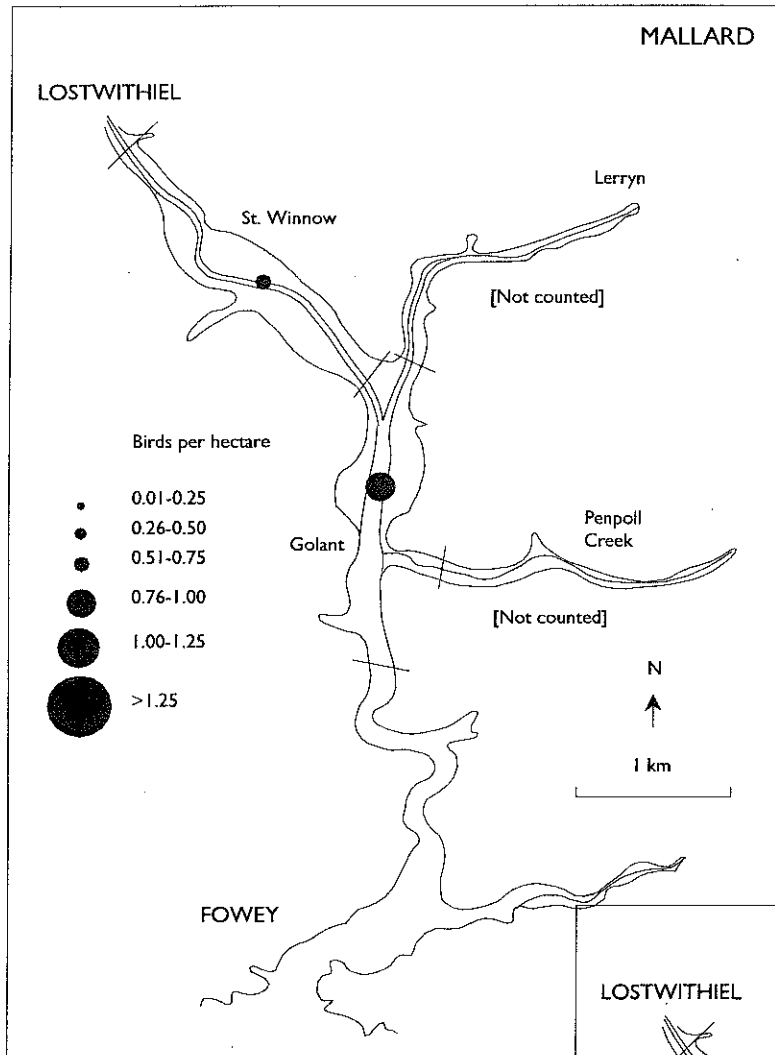 MALLARD
LOSTWITHIEL
Lerryn
St. Winnow
[Not counted]
Birds per hectare
0.01-0.25
0.26-0.50
0.51-0.75
0.76-1.00
1.00-1.25
>1.25
Golant
Penpoll
Creek
[Not counted]
N
1 km
FOWEY
LOSTWITHIEL